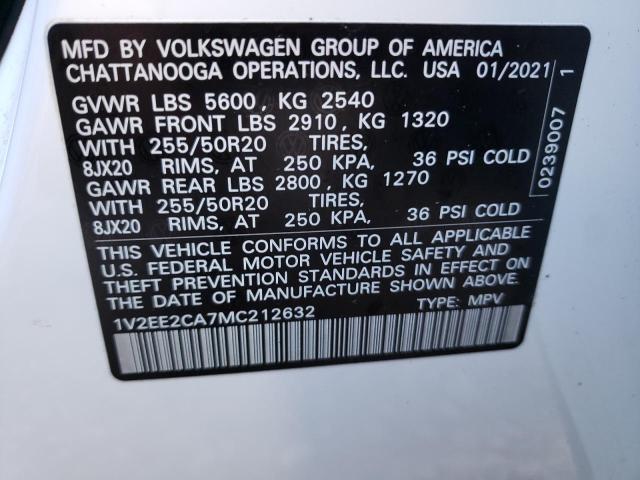 MFD BY VOLKSWAGEN GROUP OF AMERICA
CHATTANOOGA OPERATIONS, LLC. USA 01/2021
GVWR LBS 5600, KG 2540
GAWR FRONT LBS 2910, KG 1320
WITH 255/50R20 TIRES,
8JX20 RIMS, AT 250 KPA, 36 PSI COLD
GAWR REAR LBS 2800, KG 1270
WITH 255/50R20 TIRES,
8JX20 RIMS, AT 250 KPA, 36 PSI COLD
THIS VEHICLE CONFORMS TO ALL APPLICABLE
U.S. FEDERAL MOTOR VEHICLE SAFETY AND
THEFT PREVENTION STANDARDS IN EFFECT ON
THE DATE OF MANUFACTURE SHOWN ABOVE.
1V2EE2CA7MC212632 TYPE: MPV
0239007 1